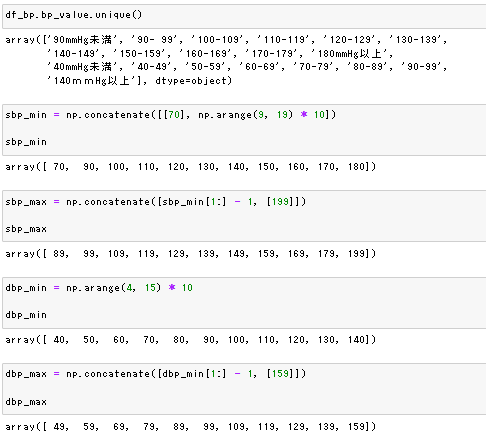 df_bp.bp_value.unique()
array(['90mmHg未満', '90- 99', '100-109', '110-119', '120-129', '130-139',
'140-149', '150-159', '160-169', '170-179', '180mmHg以上',
'40mmHg未満', '40-49', '50-59', '60-69', '70-79', '80-89', '90-99',
'140ｍｍHg以上'], dtype=object)
sbp_min = np.concatenate([[70], np.arange(9, 19) * 10])
sbp_min
array([ 70,  90, 100, 110, 120, 130, 140, 150, 160, 170, 180])
sbp_max = np.concatenate([sbp_min[1:] - 1, [199]])
sbp_max
array([ 89,  99, 109, 119, 129, 139, 149, 159, 169, 179, 199])
dbp_min = np.arange(4, 15) * 10
dbp_min
array([ 40,  50,  60,  70,  80,  90, 100, 110, 120, 130, 140])
dbp_max = np.concatenate([dbp_min[1:] - 1, [159]])
dbp_max
array([ 49,  59,  69,  79,  89,  99, 109, 119, 129, 139, 159])